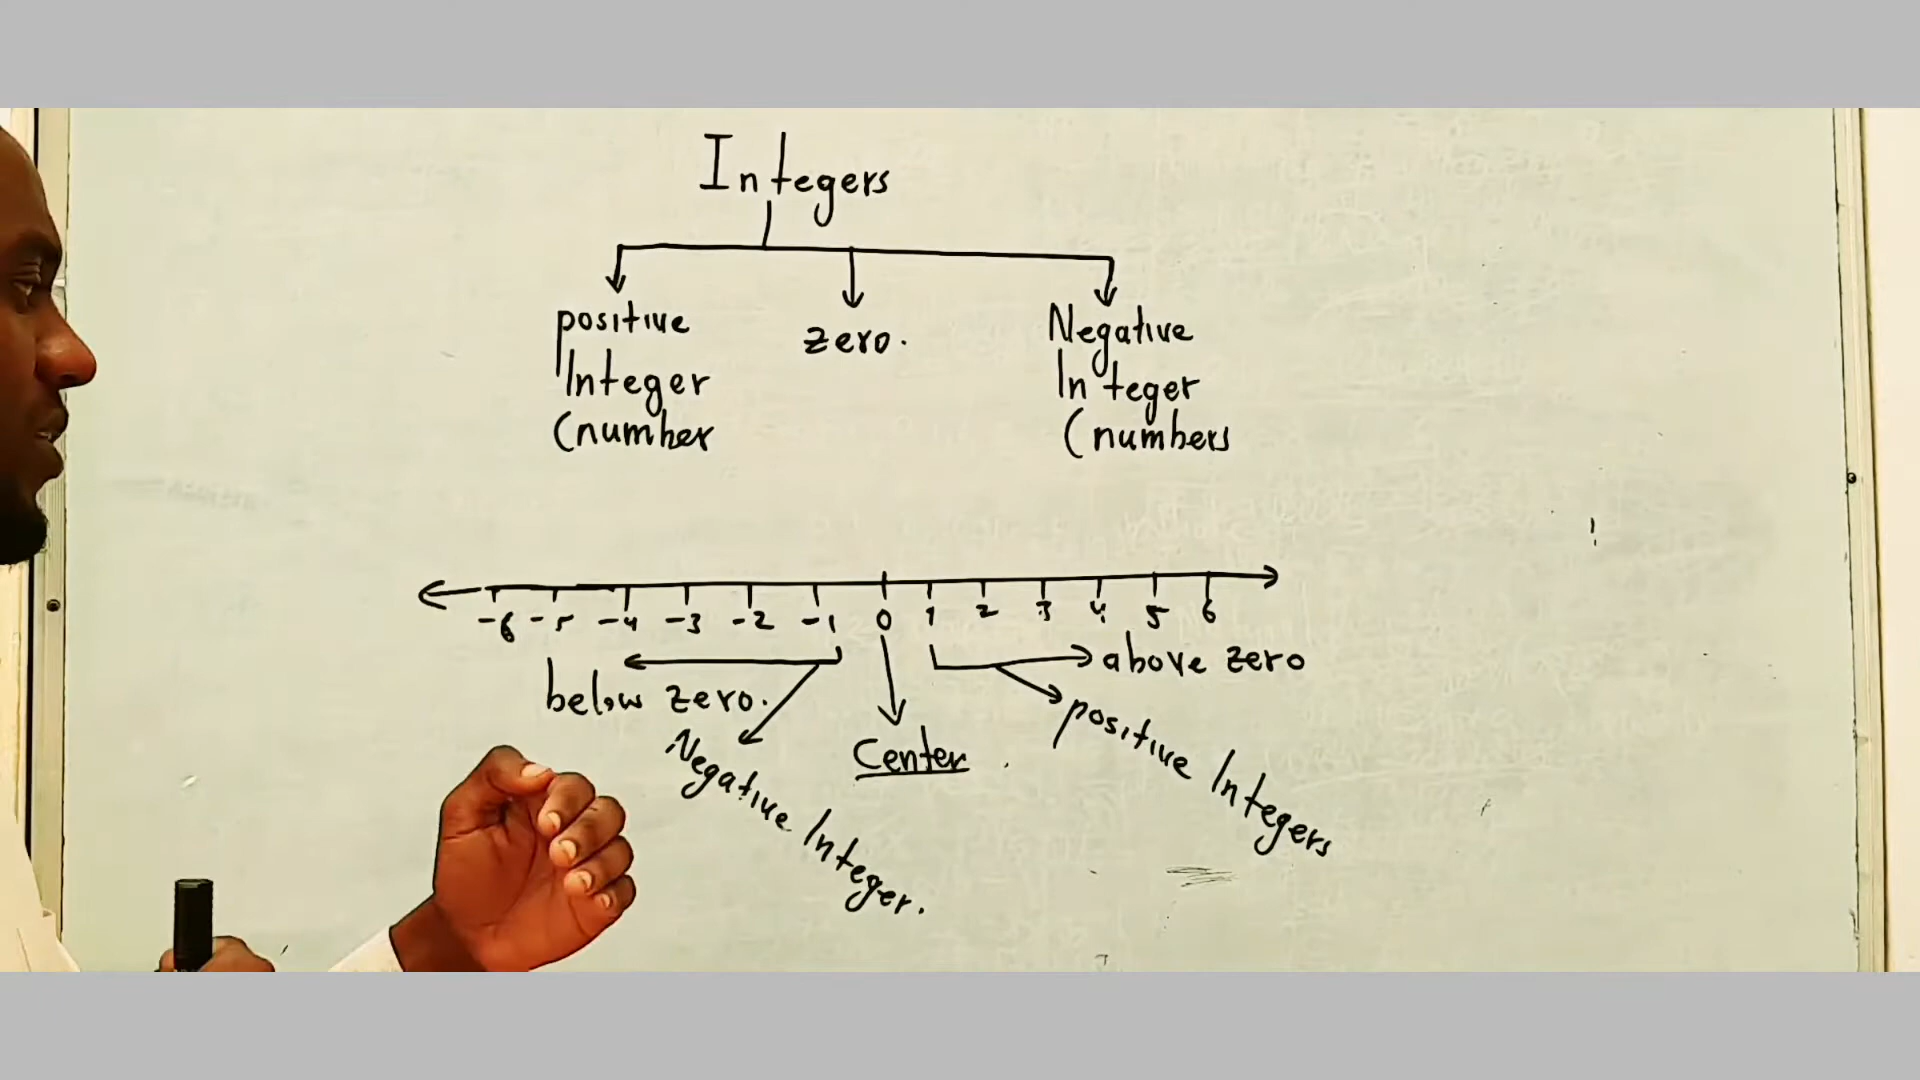 Integers
positive
Integer
(number
zero.
Negative
Integer
(numbers
-6 -5 -4 -3 -2 -1 0 1 2 3 4 5 6
below zero.
above zero
Negative Integer.
Center
positive Integers